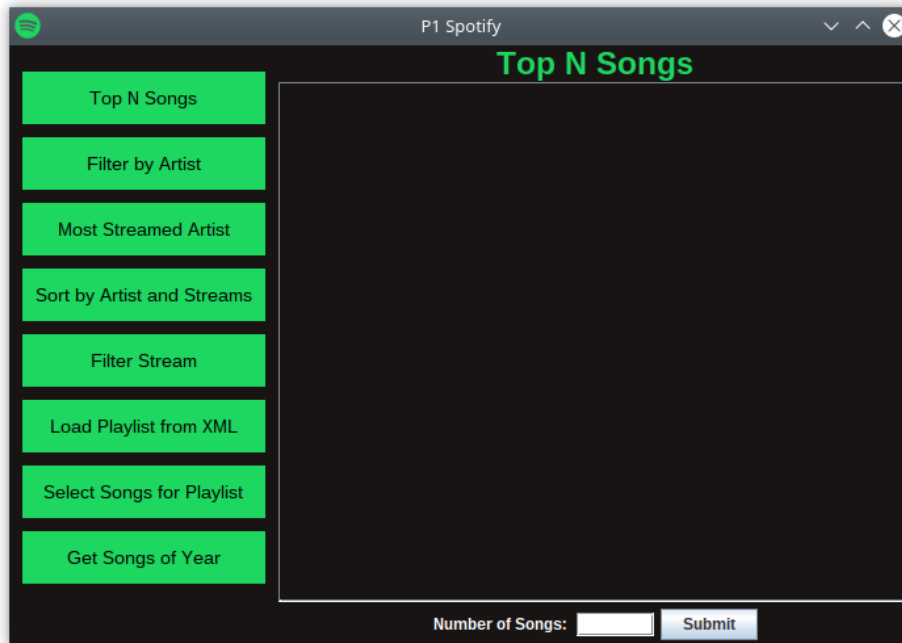 P1 Spotify
Top N Songs
Top N Songs
Filter by Artist
Most Streamed Artist
Sort by Artist and Streams
Filter Stream
Load Playlist from XML
Select Songs for Playlist
Get Songs of Year
Number of Songs: Submit